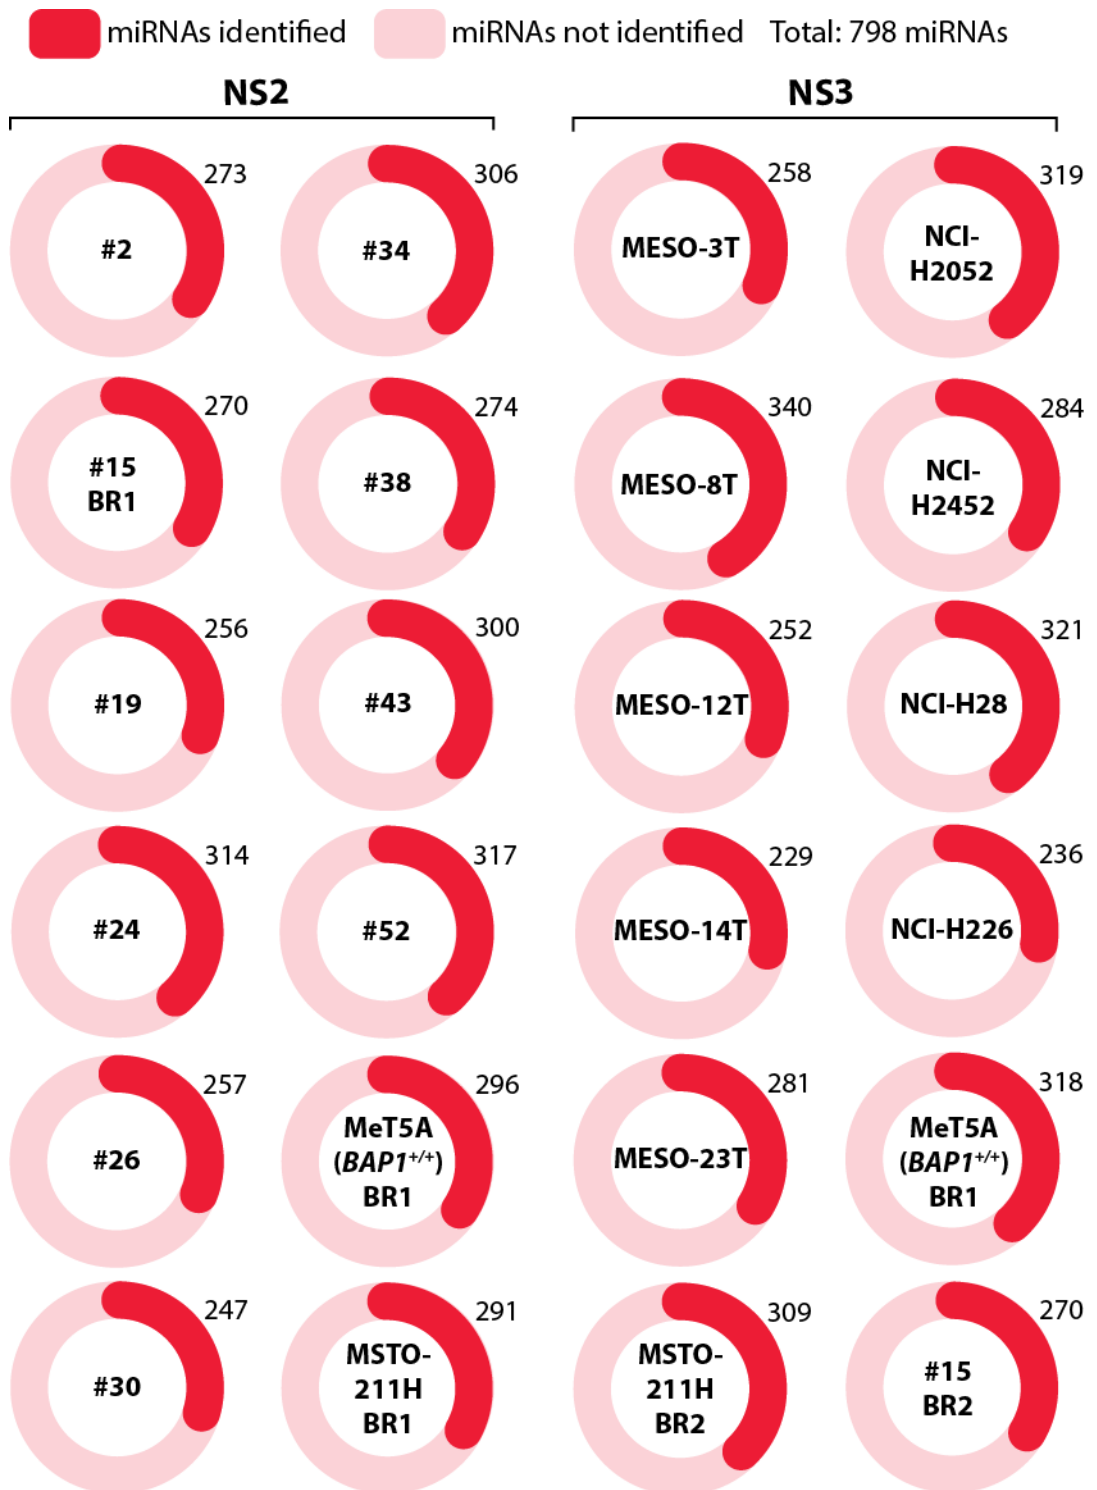 miRNAs identified miRNAs not identified Total: 798 miRNAs
NS2 NS3
273 306 258 319
#2 #34 MESO-3T NCI-
H2052
270 274 340 284
#15
BR1 #38 MESO-8T NCI-
H2452
256 300 252 321
#19 #43 MESO-12T NCI-H28
314 317 229 236
#24 #52 MESO-14T NCI-H226
257 296 281 318
#26 MeT5A
(BAP1+/+)
BR1 MESO-23T MeT5A
(BAP1+/+)
BR1
247 291 309 270
#30 MSTO-
211H
BR1 MSTO-
211H
BR2 #15
BR2